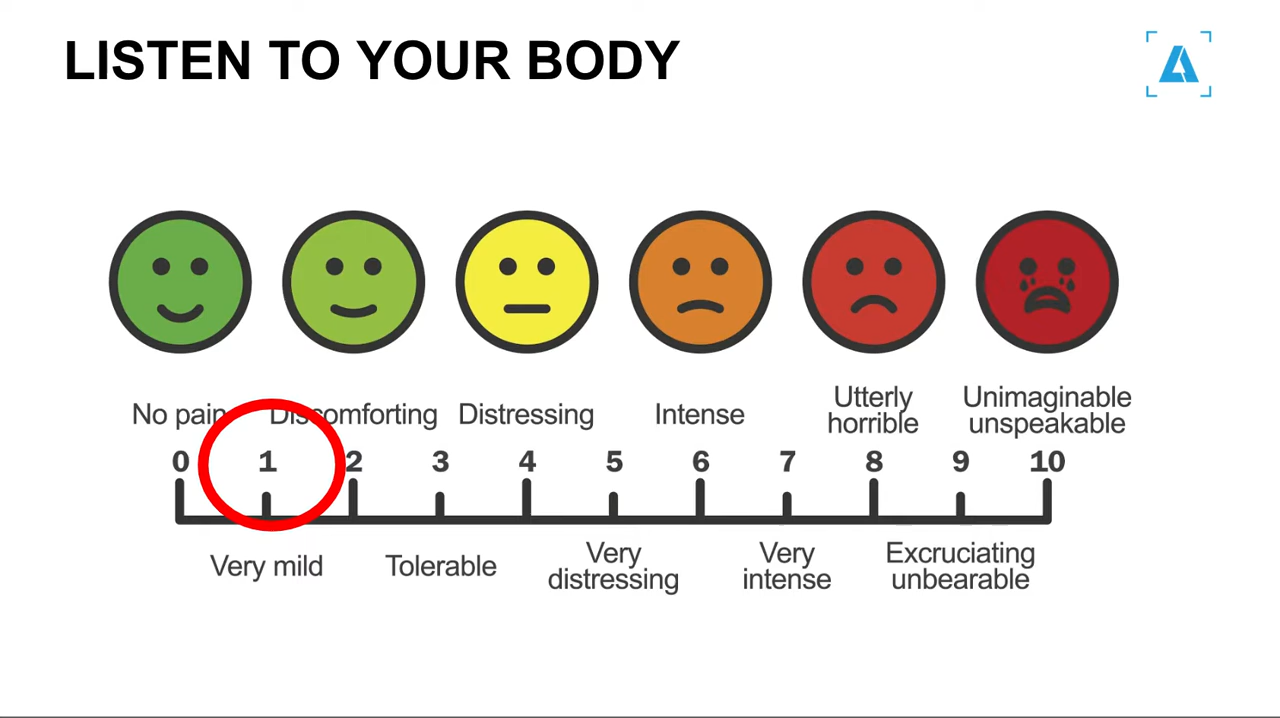 LISTEN TO YOUR BODY
No pain Discomforting Distressing Intense Utterly horrible Unimaginable unspeakable
0 1 2 3 4 5 6 7 8 9 10
Very mild Tolerable Very distressing Very intense Excruciating unbearable